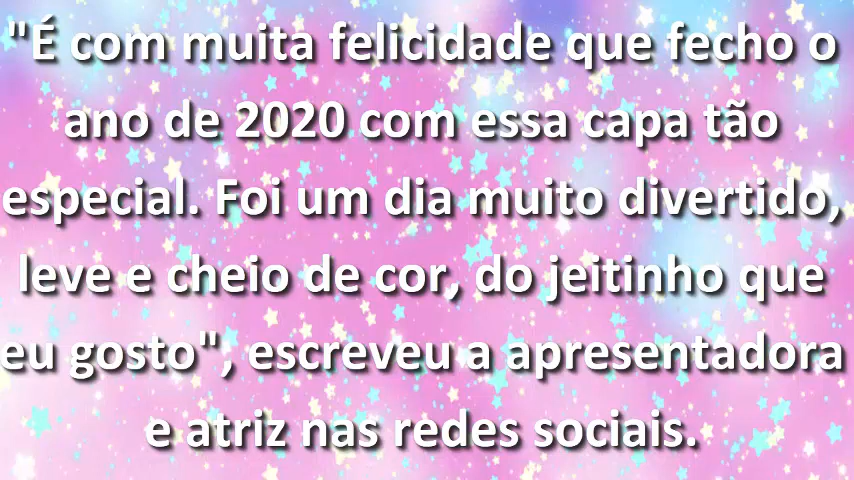 "É com muita felicidade que fecho o
ano de 2020 com essa capa tão
especial. Foi um dia muito divertido,
leve e cheio de cor, do jeitinho que
eu gosto", escreveu a apresentadora
e atriz nas redes sociais.